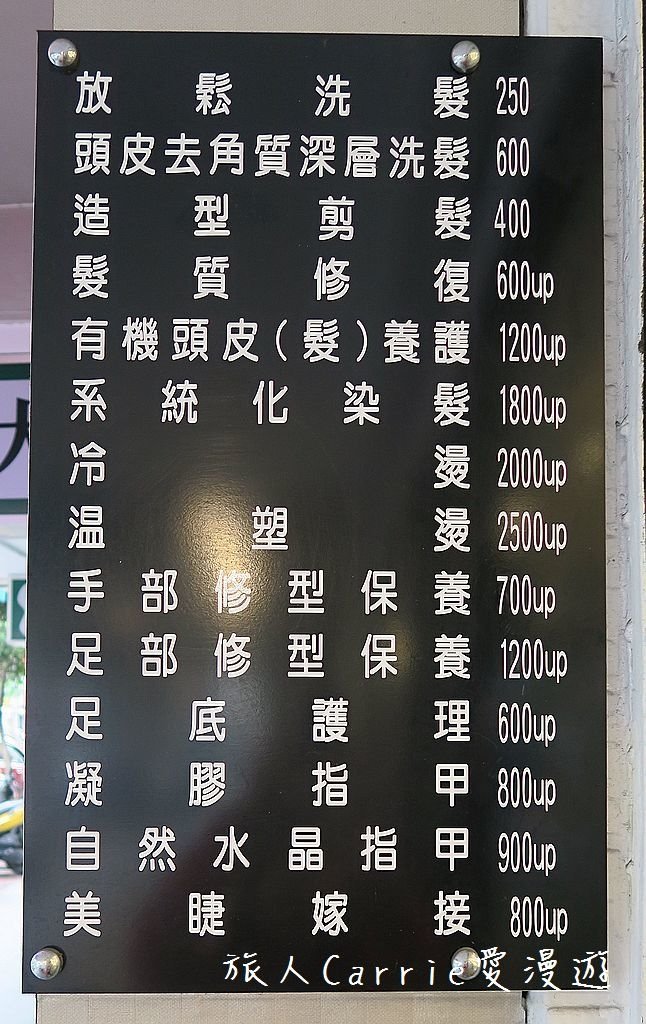 放鬆洗髮 250
頭皮去角質深層洗髮 600
造型剪髮 400
髮質修復 600up
有機頭皮(髮)養護 1200up
系統化染髮 1800up
冷燙 2000up
溫塑燙 2500up
手部修型保養 700up
足部修型保養 1200up
足底護理 600up
凝膠指甲 800up
自然水晶指甲 900up
美睫嫁接 800up
旅人Carrie愛漫遊